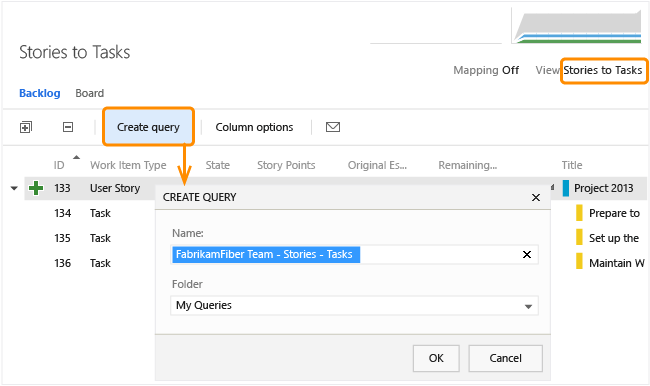 Stories to Tasks
Mapping Off View Stories to Tasks
Backlog Board
Create query Column options
ID Work Item Type State Story Points Original Es... Remaining... Title
133 User Story Project 2013
134 Task Prepare to
135 Task Set up the
136 Task Maintain W
CREATE QUERY
Name:
FabrikamFiber Team - Stories - Tasks
Folder
My Queries
OK Cancel